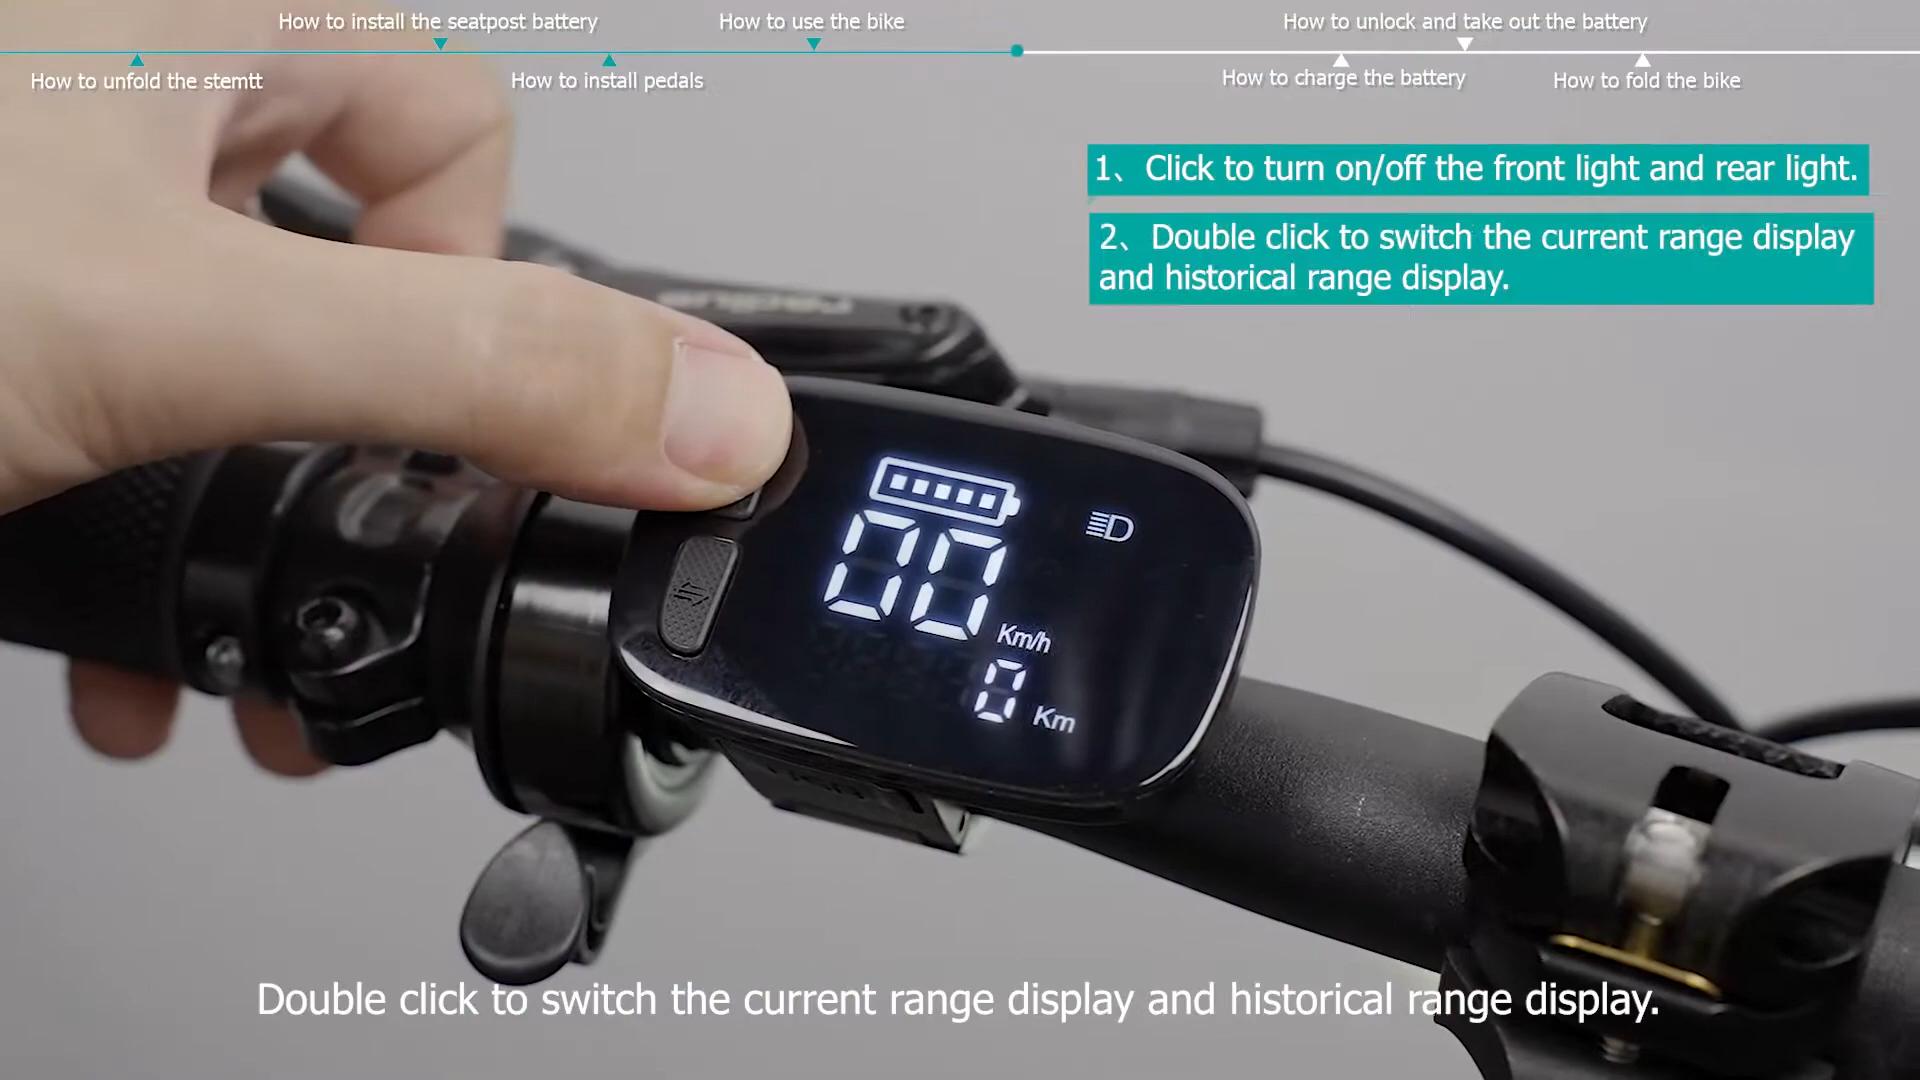 How to install the seatpost battery
How to use the bike
How to unlock and take out the battery
How to unfold the stemtt
How to install pedals
How to charge the battery
How to fold the bike
1、Click to turn on/off the front light and rear light.
2、Double click to switch the current range display
and historical range display.
radius
00
Km/h
0 Km
Double click to switch the current range display and historical range display.